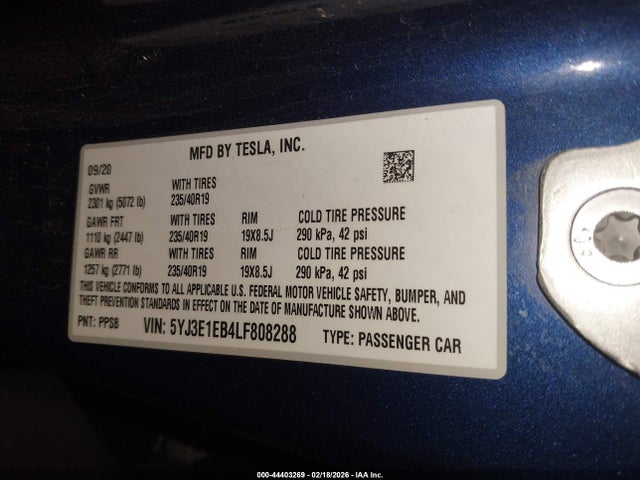 MFD BY TESLA, INC.
09/20
GVWR WITH TIRES
2301 kg (5072 lb) 235/40R19
GAWR FRT WITH TIRES RIM COLD TIRE PRESSURE
1110 kg (2447 lb) 235/40R19 19X8.5J 290 kPa, 42 psi
GAWR RR WITH TIRES RIM COLD TIRE PRESSURE
1257 kg (2771 lb) 235/40R19 19X8.5J 290 kPa, 42 psi
THIS VEHICLE CONFORMS TO ALL APPLICABLE U.S. FEDERAL MOTOR VEHICLE SAFETY, BUMPER, AND
THEFT PREVENTION STANDARDS IN EFFECT ON THE DATE OF MANUFACTURE SHOWN ABOVE.
PNT: PPSB VIN: 5YJ3E1EB4LF808288 TYPE: PASSENGER CAR
000-44403269 - 02/18/2026 - IAA Inc.